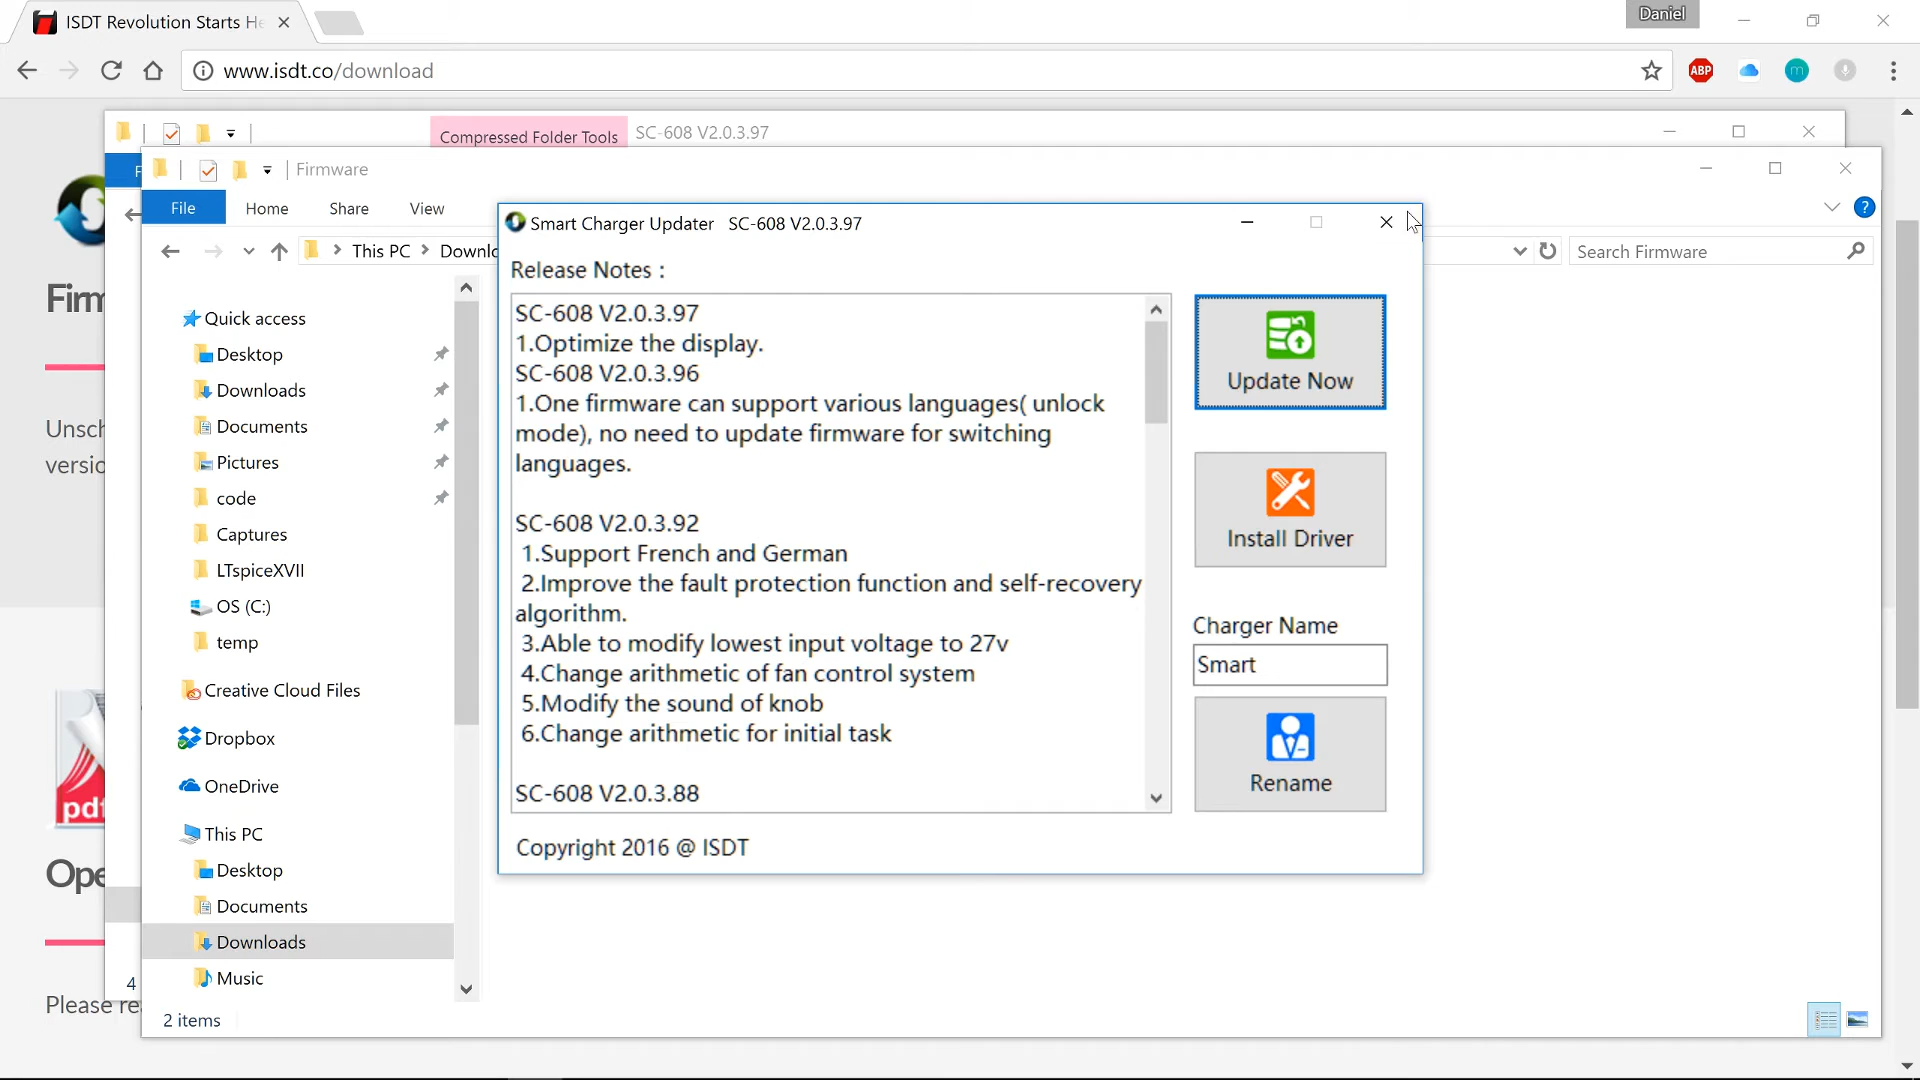 ISDT Revolution Starts He
Daniel
www.isdt.co/download
ABP
m
Compressed Folder Tools
SC-608 V2.0.3.97
Firmware
File
Home
Share
View
This PC
Downlo
Search Firmware
Firm
Unsch
versic
pdf
Ope
Please rea
4
Quick access
Desktop
Downloads
Documents
Pictures
code
Captures
LTspiceXVII
OS (C:)
temp
Creative Cloud Files
Dropbox
OneDrive
This PC
Desktop
Documents
Downloads
Music
2 items
Smart Charger Updater SC-608 V2.0.3.97
Release Notes :
SC-608 V2.0.3.97
1.Optimize the display.
SC-608 V2.0.3.96
1.One firmware can support various languages( unlock
mode), no need to update firmware for switching
languages.
SC-608 V2.0.3.92
1.Support French and German
2.Improve the fault protection function and self-recovery
algorithm.
3.Able to modify lowest input voltage to 27v
4.Change arithmetic of fan control system
5.Modify the sound of knob
6.Change arithmetic for initial task
SC-608 V2.0.3.88
Update Now
Install Driver
Charger Name
Smart
Rename
Copyright 2016 @ ISDT